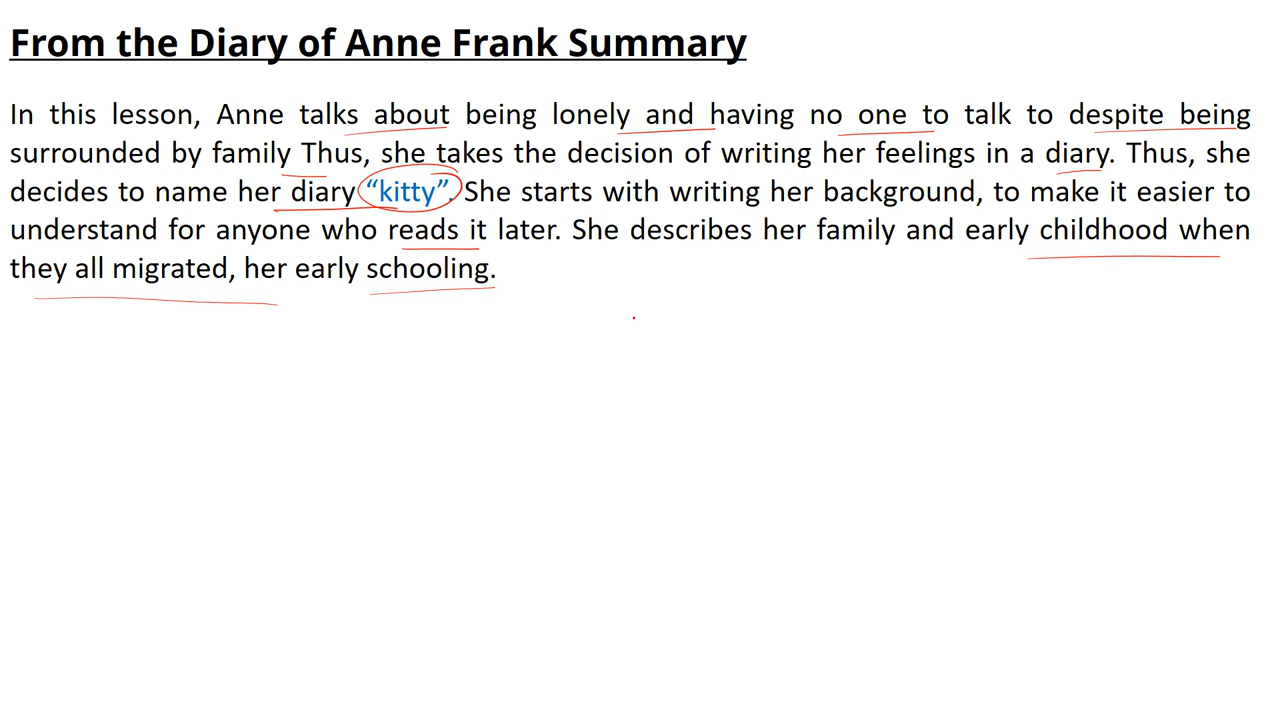 From the Diary of Anne Frank Summary
In this lesson, Anne talks about being lonely and having no one to talk to despite being
surrounded by family Thus, she takes the decision of writing her feelings in a diary. Thus, she
decides to name her diary “kitty”. She starts with writing her background, to make it easier to
understand for anyone who reads it later. She describes her family and early childhood when
they all migrated, her early schooling.